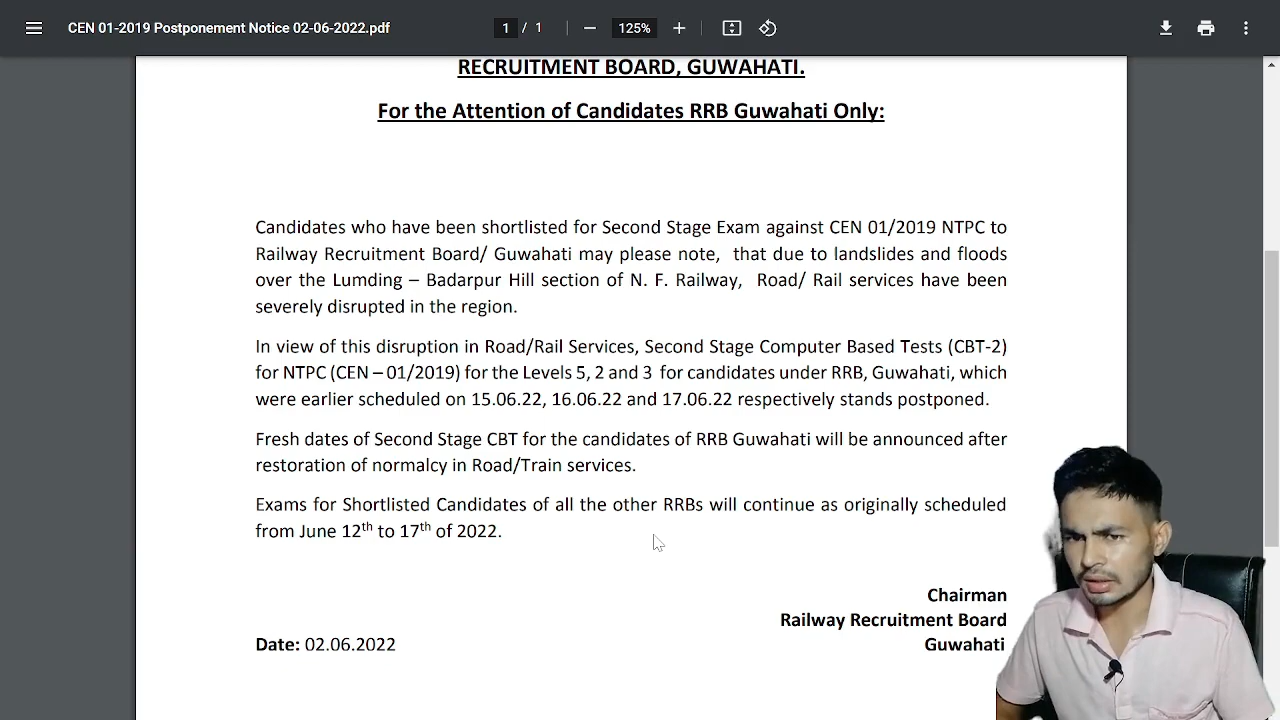 CEN 01-2019 Postponement Notice 02-06-2022.pdf
1 / 1
125%
RECRUITMENT BOARD, GUWAHATI.
For the Attention of Candidates RRB Guwahati Only:
Candidates who have been shortlisted for Second Stage Exam against CEN 01/2019 NTPC to
Railway Recruitment Board/ Guwahati may please note, that due to landslides and floods
over the Lumding – Badarpur Hill section of N. F. Railway, Road/ Rail services have been
severely disrupted in the region.
In view of this disruption in Road/Rail Services, Second Stage Computer Based Tests (CBT-2)
for NTPC (CEN – 01/2019) for the Levels 5, 2 and 3 for candidates under RRB, Guwahati, which
were earlier scheduled on 15.06.22, 16.06.22 and 17.06.22 respectively stands postponed.
Fresh dates of Second Stage CBT for the candidates of RRB Guwahati will be announced after
restoration of normalcy in Road/Train services.
Exams for Shortlisted Candidates of all the other RRBs will continue as originally scheduled
from June 12th to 17th of 2022.
Chairman
Railway Recruitment Board
Guwahati
Date: 02.06.2022